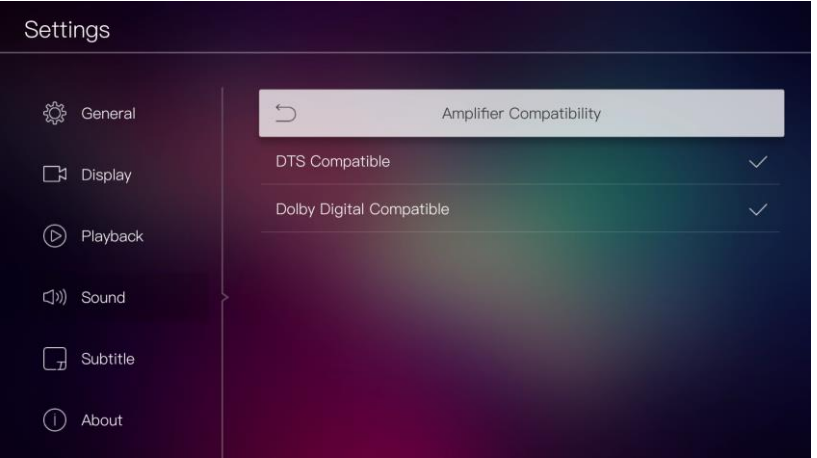 Settings
General
Display
Playback
Sound
Subtitle
About
Amplifier Compatibility
DTS Compatible
Dolby Digital Compatible